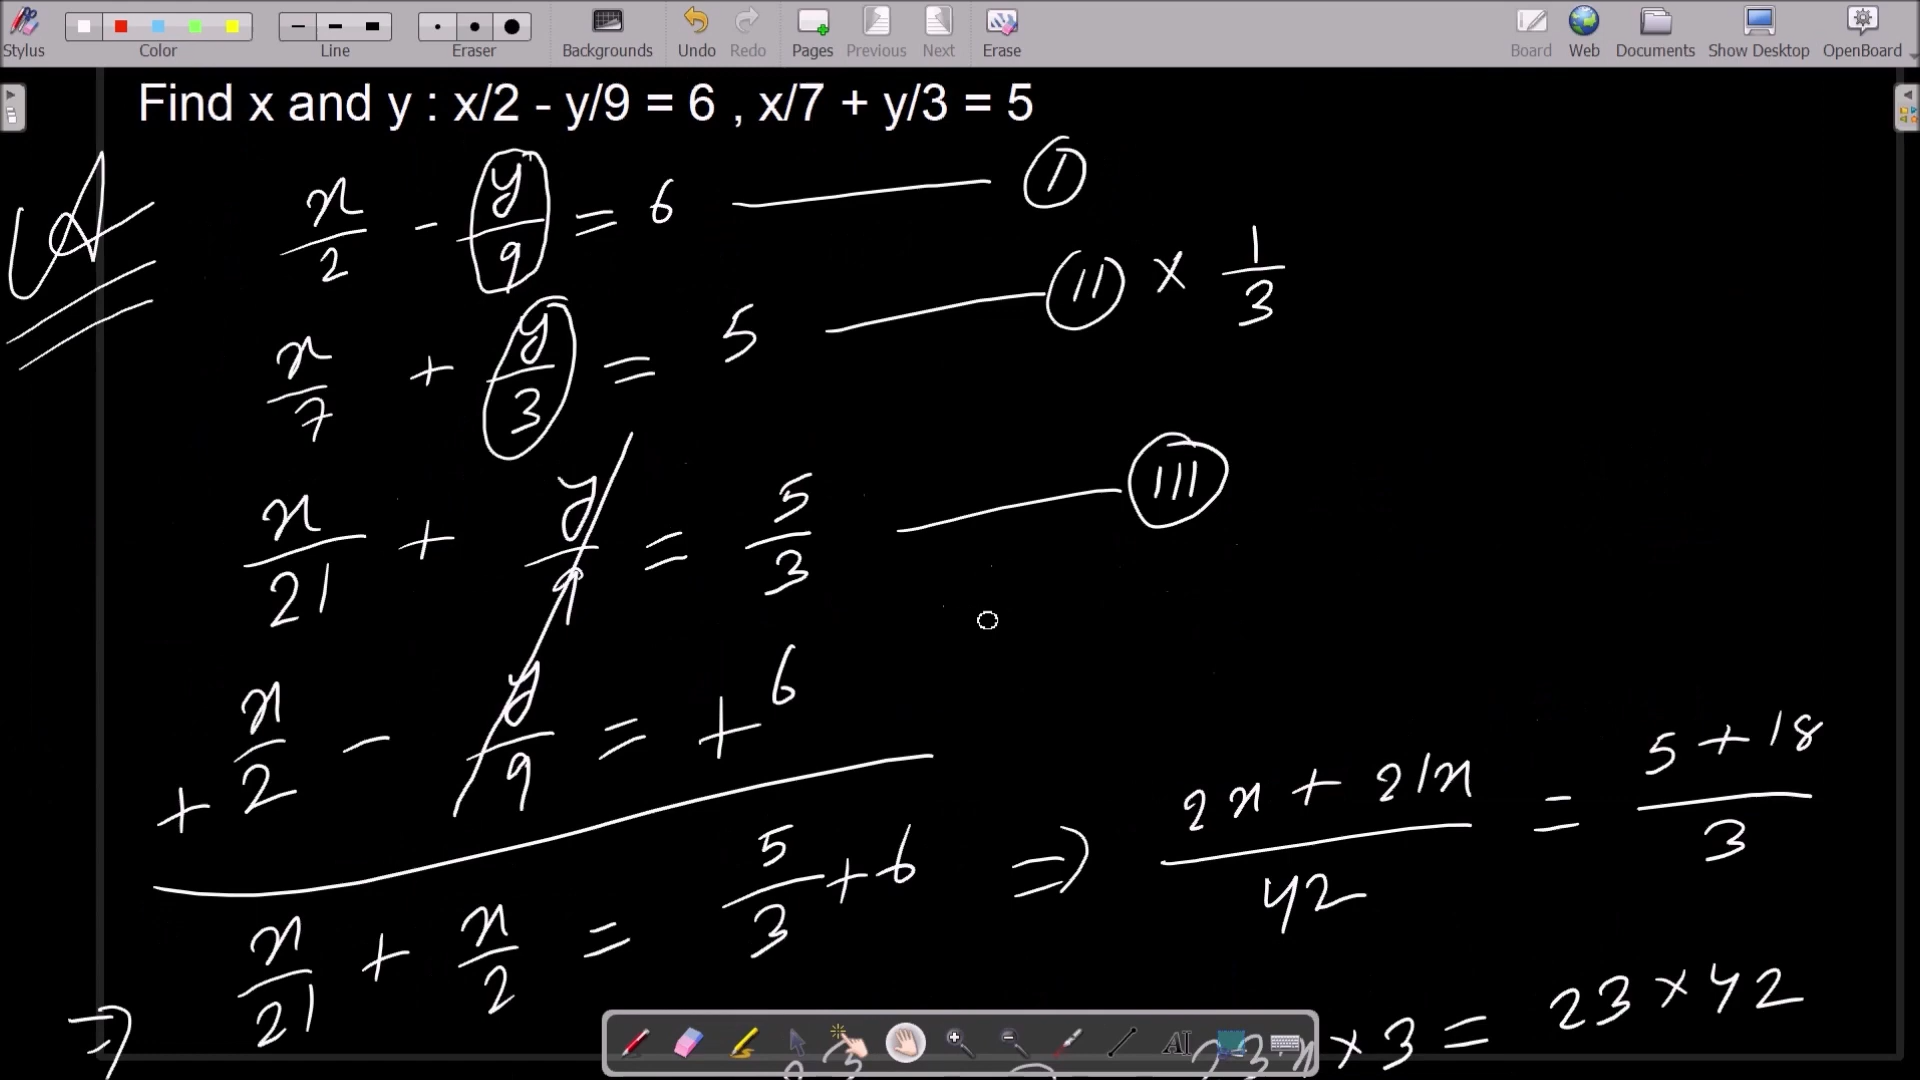 Stylus Color Line Eraser Backgrounds Undo Redo Pages Previous Next Erase Board Web Documents Show Desktop OpenBoard
Find x and y : x/2 - y/9 = 6 , x/7 + y/3 = 5
x/2 - y/9 = 6 (I)
x/7 + y/3 = 5 (II) × 1/3
x/21 + y/9 = 5/3 (III)
+ x/2 - y/9 = +6
⇒ x/21 + x/2 = 5/3 + 6 ⇒ (2x + 21x)/42 = (5 + 18)/3
23x × 3 = 23 × 42
AI